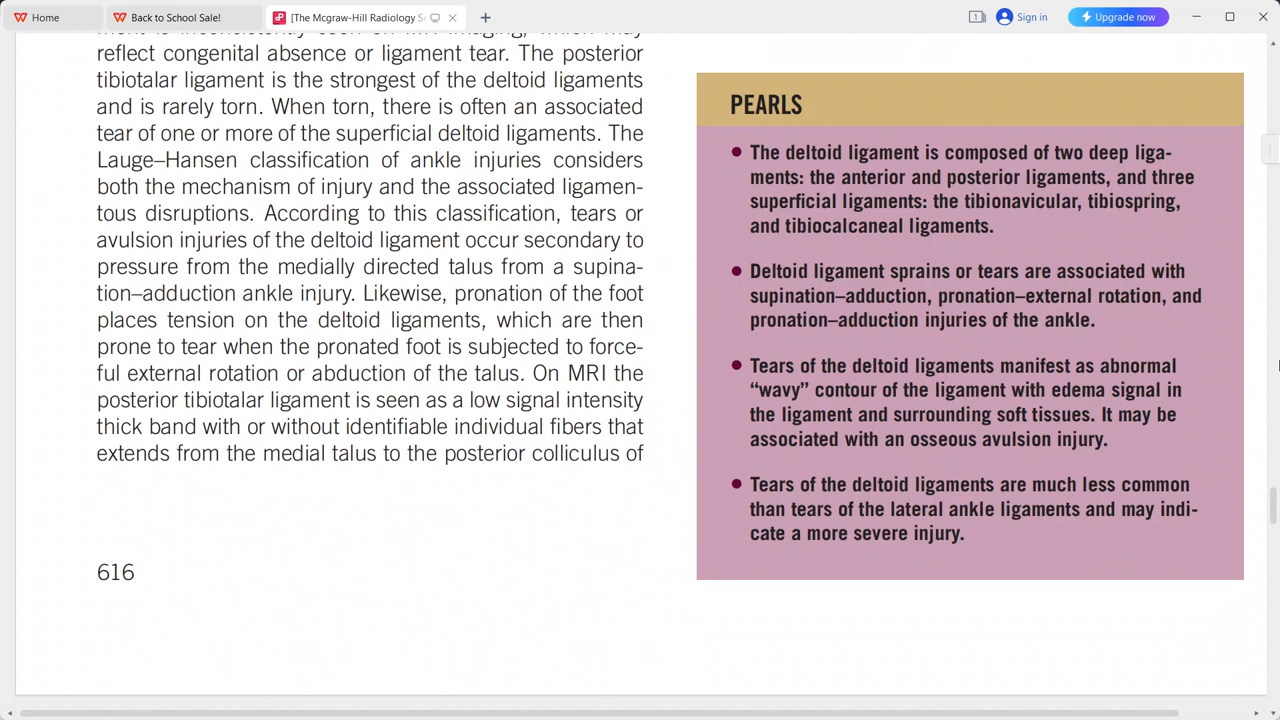 Home
Back to School Sale!
[The Mcgraw-Hill Radiology S
1
Sign in
Upgrade now
reflect congenital absence or ligament tear. The posterior
tibiotalar ligament is the strongest of the deltoid ligaments
and is rarely torn. When torn, there is often an associated
tear of one or more of the superficial deltoid ligaments. The
Lauge–Hansen classification of ankle injuries considers
both the mechanism of injury and the associated ligamen-
tous disruptions. According to this classification, tears or
avulsion injuries of the deltoid ligament occur secondary to
pressure from the medially directed talus from a supina-
tion–adduction ankle injury. Likewise, pronation of the foot
places tension on the deltoid ligaments, which are then
prone to tear when the pronated foot is subjected to force-
ful external rotation or abduction of the talus. On MRI the
posterior tibiotalar ligament is seen as a low signal intensity
thick band with or without identifiable individual fibers that
extends from the medial talus to the posterior colliculus of
616
PEARLS
• The deltoid ligament is composed of two deep liga-
ments: the anterior and posterior ligaments, and three
superficial ligaments: the tibionavicular, tibiospring,
and tibiocalcaneal ligaments.
• Deltoid ligament sprains or tears are associated with
supination–adduction, pronation–external rotation, and
pronation–adduction injuries of the ankle.
• Tears of the deltoid ligaments manifest as abnormal
“wavy” contour of the ligament with edema signal in
the ligament and surrounding soft tissues. It may be
associated with an osseous avulsion injury.
• Tears of the deltoid ligaments are much less common
than tears of the lateral ankle ligaments and may indi-
cate a more severe injury.